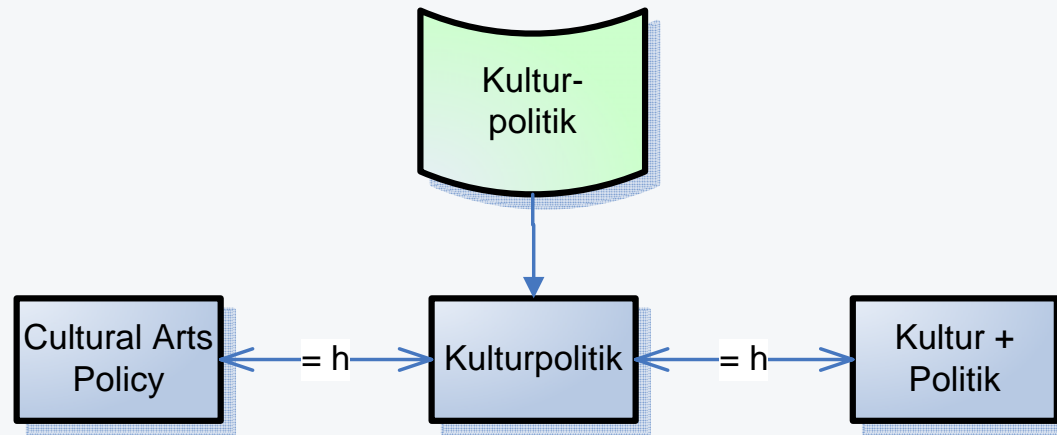 Kultur-
politik
Cultural Arts
Policy
= h
Kulturpolitik
= h
Kultur +
Politik